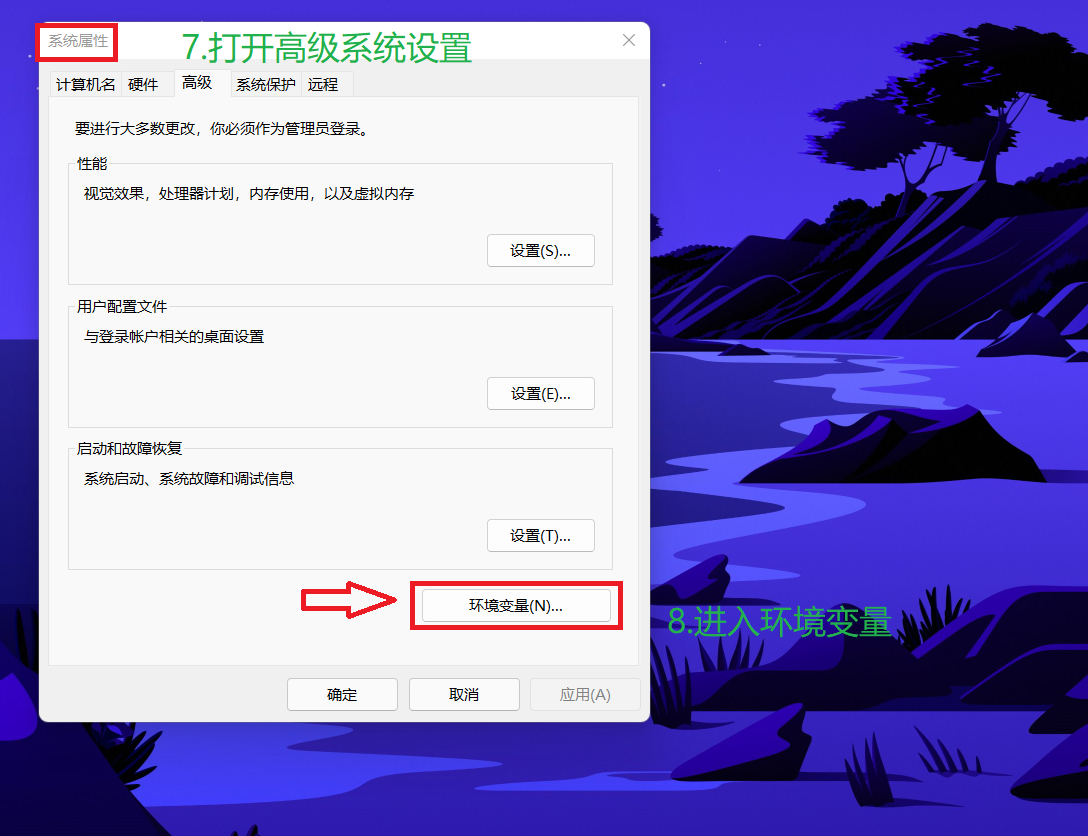 系统属性
7.打开高级系统设置
计算机名 硬件 高级 系统保护 远程
要进行大多数更改，你必须作为管理员登录。
性能
视觉效果，处理器计划，内存使用，以及虚拟内存
设置(S)...
用户配置文件
与登录帐户相关的桌面设置
设置(E)...
启动和故障恢复
系统启动、系统故障和调试信息
设置(T)...
环境变量(N)...
8.进入环境变量
确定 取消 应用(A)